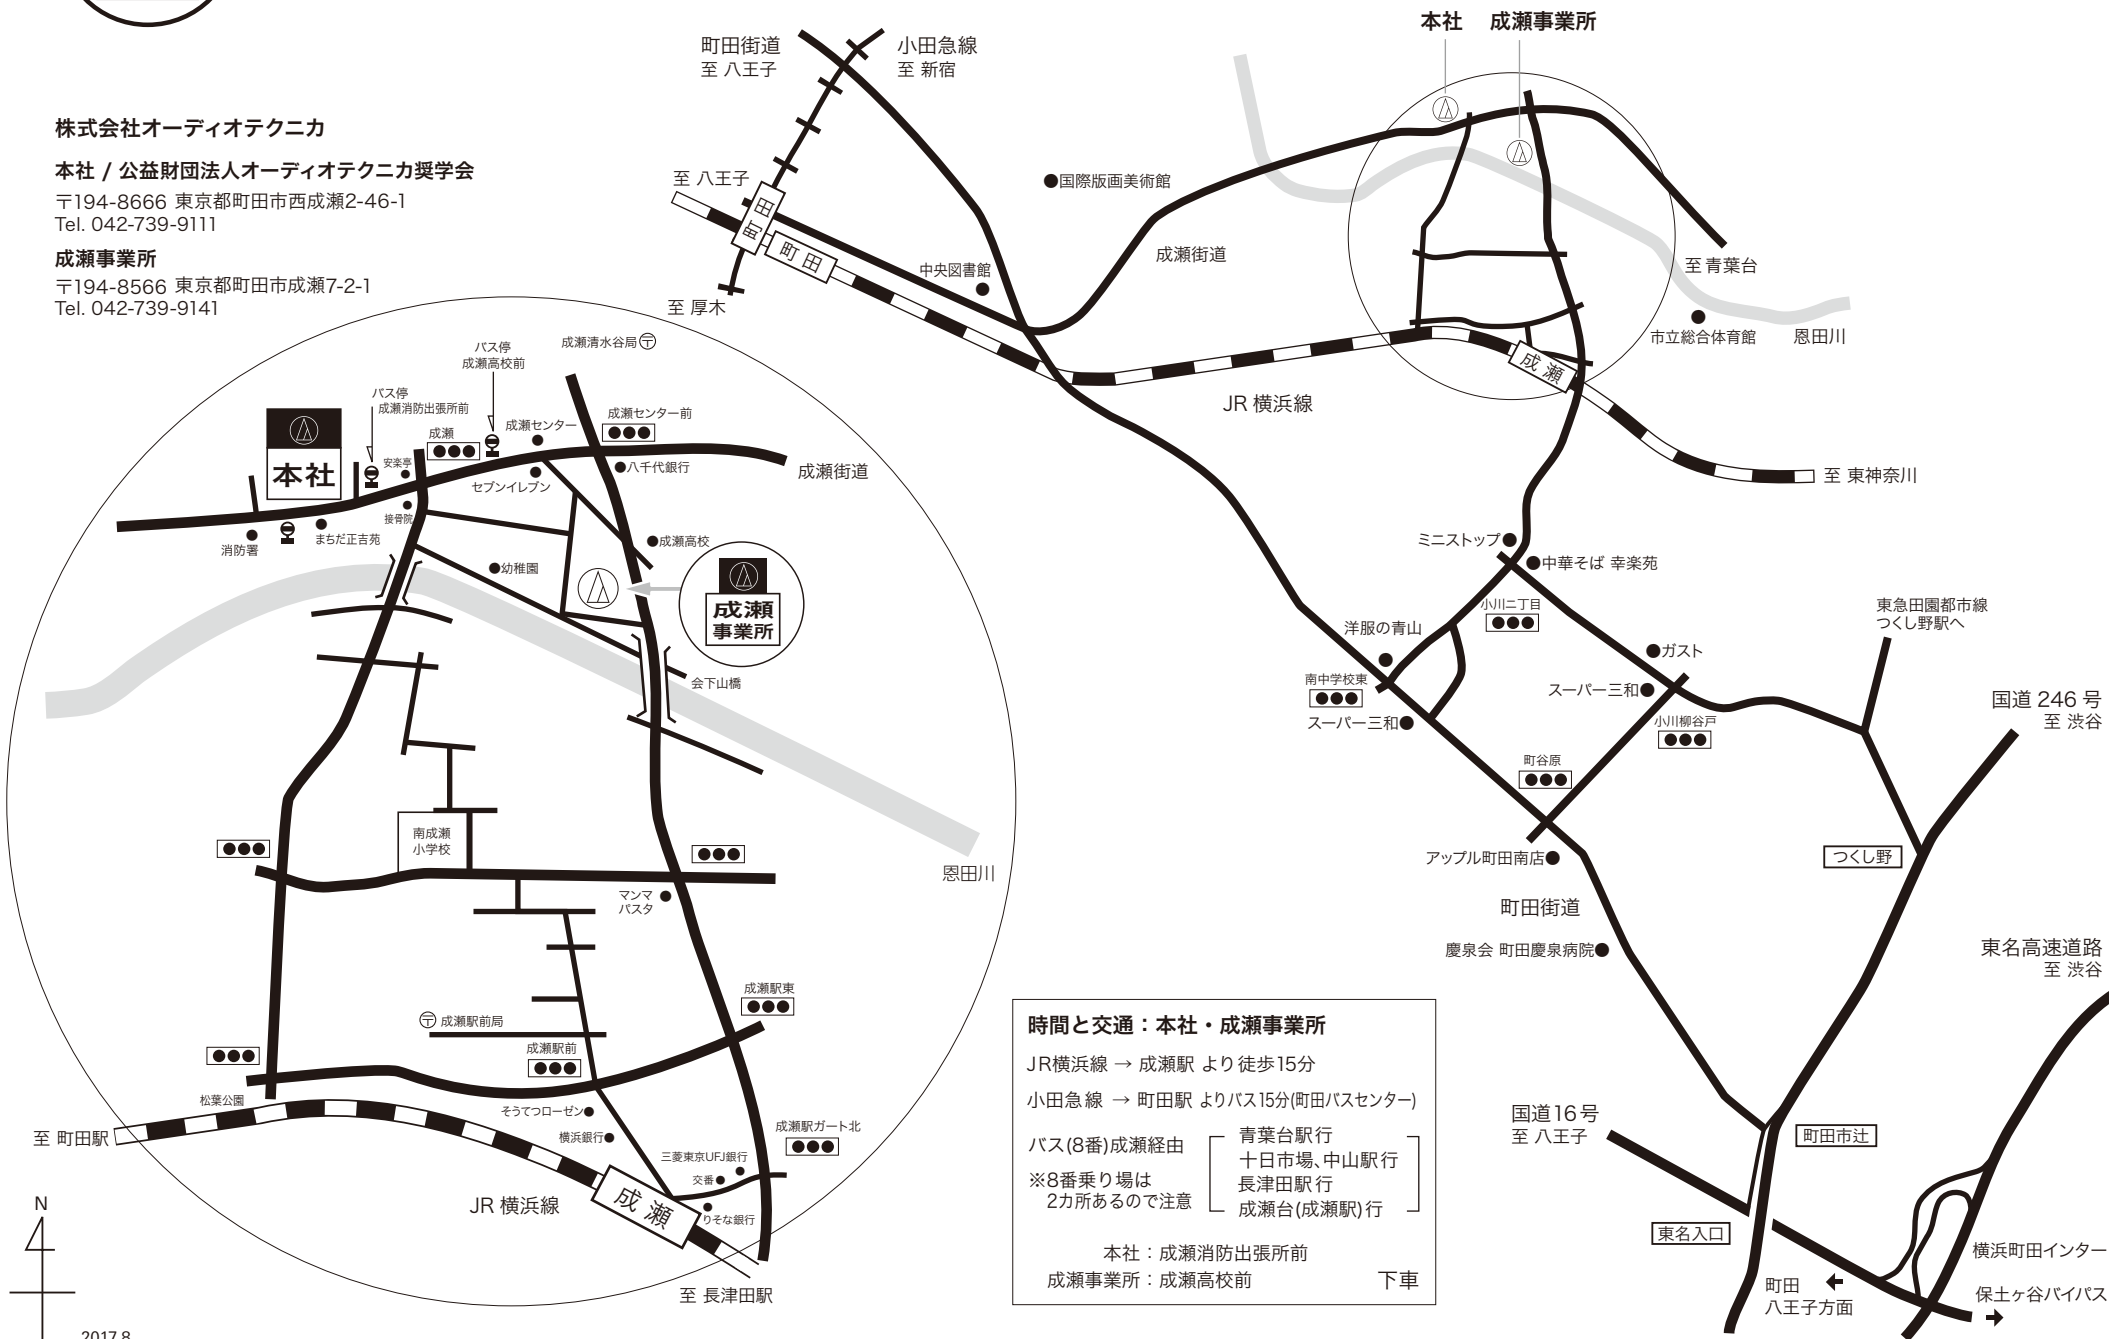 株式会社オーディオテクニカ
本社 / 公益財団法人オーディオテクニカ奨学会
〒194-8666 東京都町田市西成瀬2-46-1
Tel. 042-739-9111
成瀬事業所
〒194-8566 東京都町田市成瀬7-2-1
Tel. 042-739-9141
町田街道
至 八王子
小田急線
至 新宿
至 八王子
町田
町田
至 厚木
中央図書館
国際版画美術館
成瀬街道
本社
成瀬事業所
至 青葉台
市立総合体育館
恩田川
成瀬
JR 横浜線
至 東神奈川
成瀬清水谷局
バス停
成瀬高校前
バス停
成瀬消防出張所前
成瀬
成瀬センター
成瀬センター前
本社
安楽亭
八千代銀行
成瀬街道
セブンイレブン
接骨院
消防署
まちだ正吉苑
成瀬高校
幼稚園
成瀬
事業所
会下山橋
南成瀬
小学校
恩田川
マンマ
パスタ
成瀬駅東
〒 成瀬駅前局
成瀬駅前
松葉公園
至 町田駅
そうてつローゼン
横浜銀行
成瀬駅ガート北
三菱東京UFJ銀行
交番
りそな銀行
JR 横浜線
成瀬
至 長津田駅
N
2017.8
ミニストップ
中華そば 幸楽苑
小川二丁目
洋服の青山
南中学校東
スーパー三和
ガスト
スーパー三和
小川柳谷戸
町谷原
アップル町田南店
町田街道
慶泉会 町田慶泉病院
東急田園都市線
つくし野駅へ
国道 246 号
至 渋谷
つくし野
東名高速道路
至 渋谷
国道16号
至 八王子
町田市辻
東名入口
横浜町田インター
町田
八王子方面
保土ヶ谷バイパス
時間と交通：本社・成瀬事業所
JR横浜線 → 成瀬駅 より徒歩15分
小田急線 → 町田駅 よりバス15分(町田バスセンター)
バス(8番)成瀬経由
※8番乗り場は
2カ所あるので注意
青葉台駅行
十日市場、中山駅行
長津田駅行
成瀬台(成瀬駅)行
本社：成瀬消防出張所前
成瀬事業所：成瀬高校前 下車